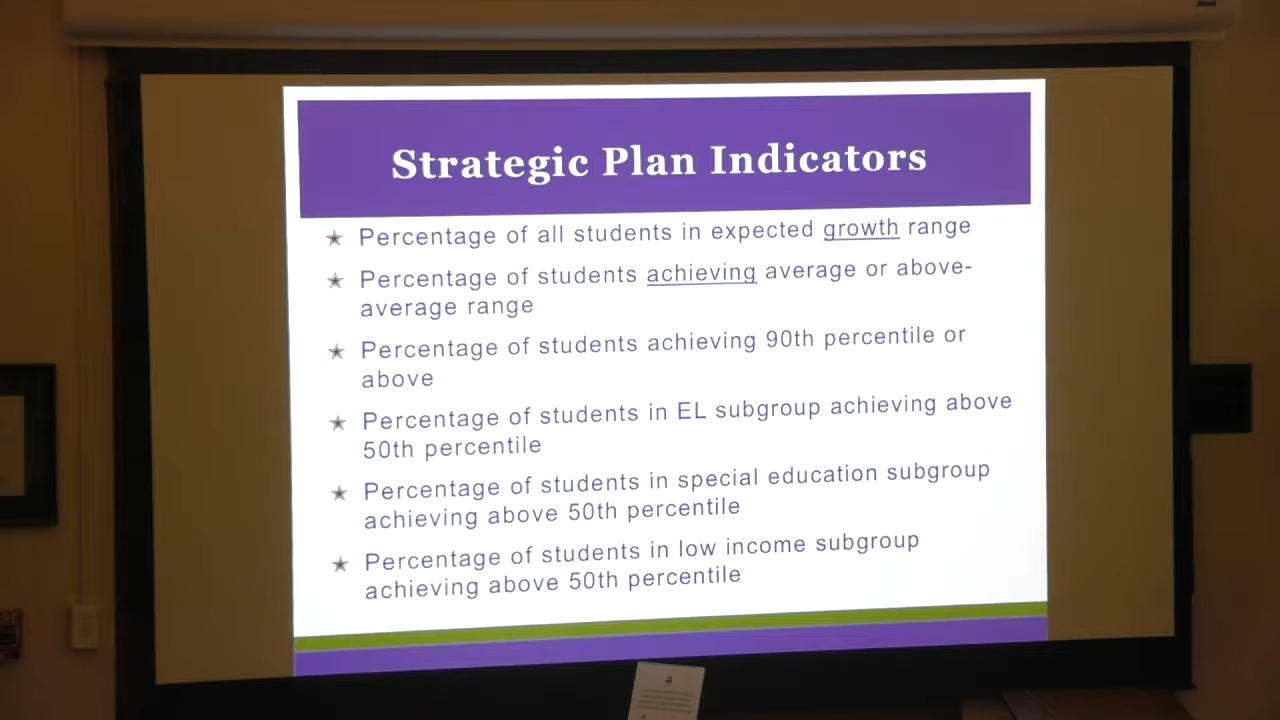 Strategic Plan Indicators
Percentage of all students in expected growth range
Percentage of students achieving average or above-
average range
Percentage of students achieving 90th percentile or
above
Percentage of students in EL subgroup achieving above
50th percentile
Percentage of students in special education subgroup
achieving above 50th percentile
Percentage of students in low income subgroup
achieving above 50th percentile